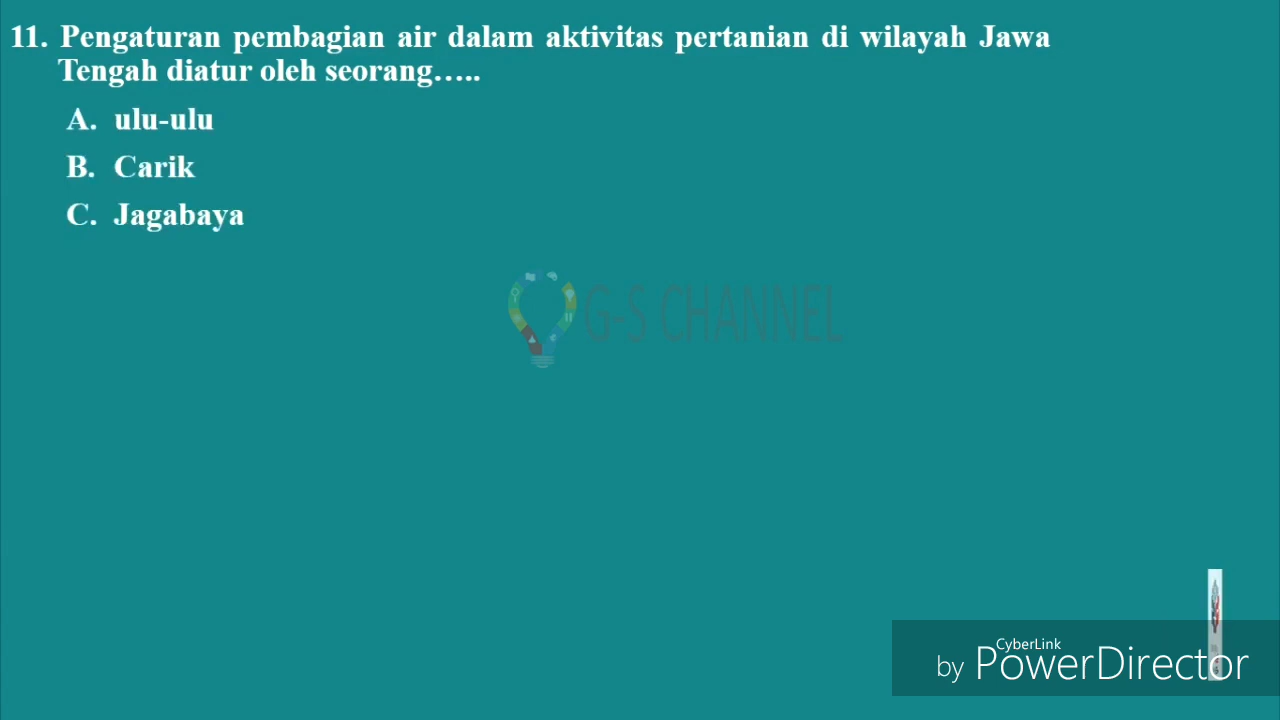 11. Pengaturan pembagian air dalam aktivitas pertanian di wilayah Jawa
Tengah diatur oleh seorang…..
A. ulu-ulu
B. Carik
C. Jagabaya
G-S CHANNEL
CyberLink
by PowerDirector